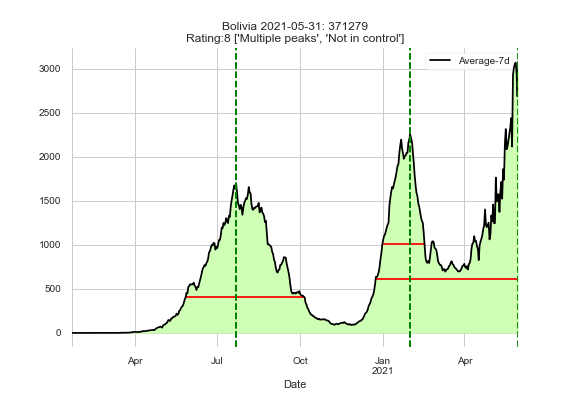 Bolivia 2021-05-31: 371279
Rating:8 ['Multiple peaks', 'Not in control']
Average-7d
3000
2500
2000
1500
1000
500
0
Apr
Jul
Oct
Jan
2021
Apr
Date